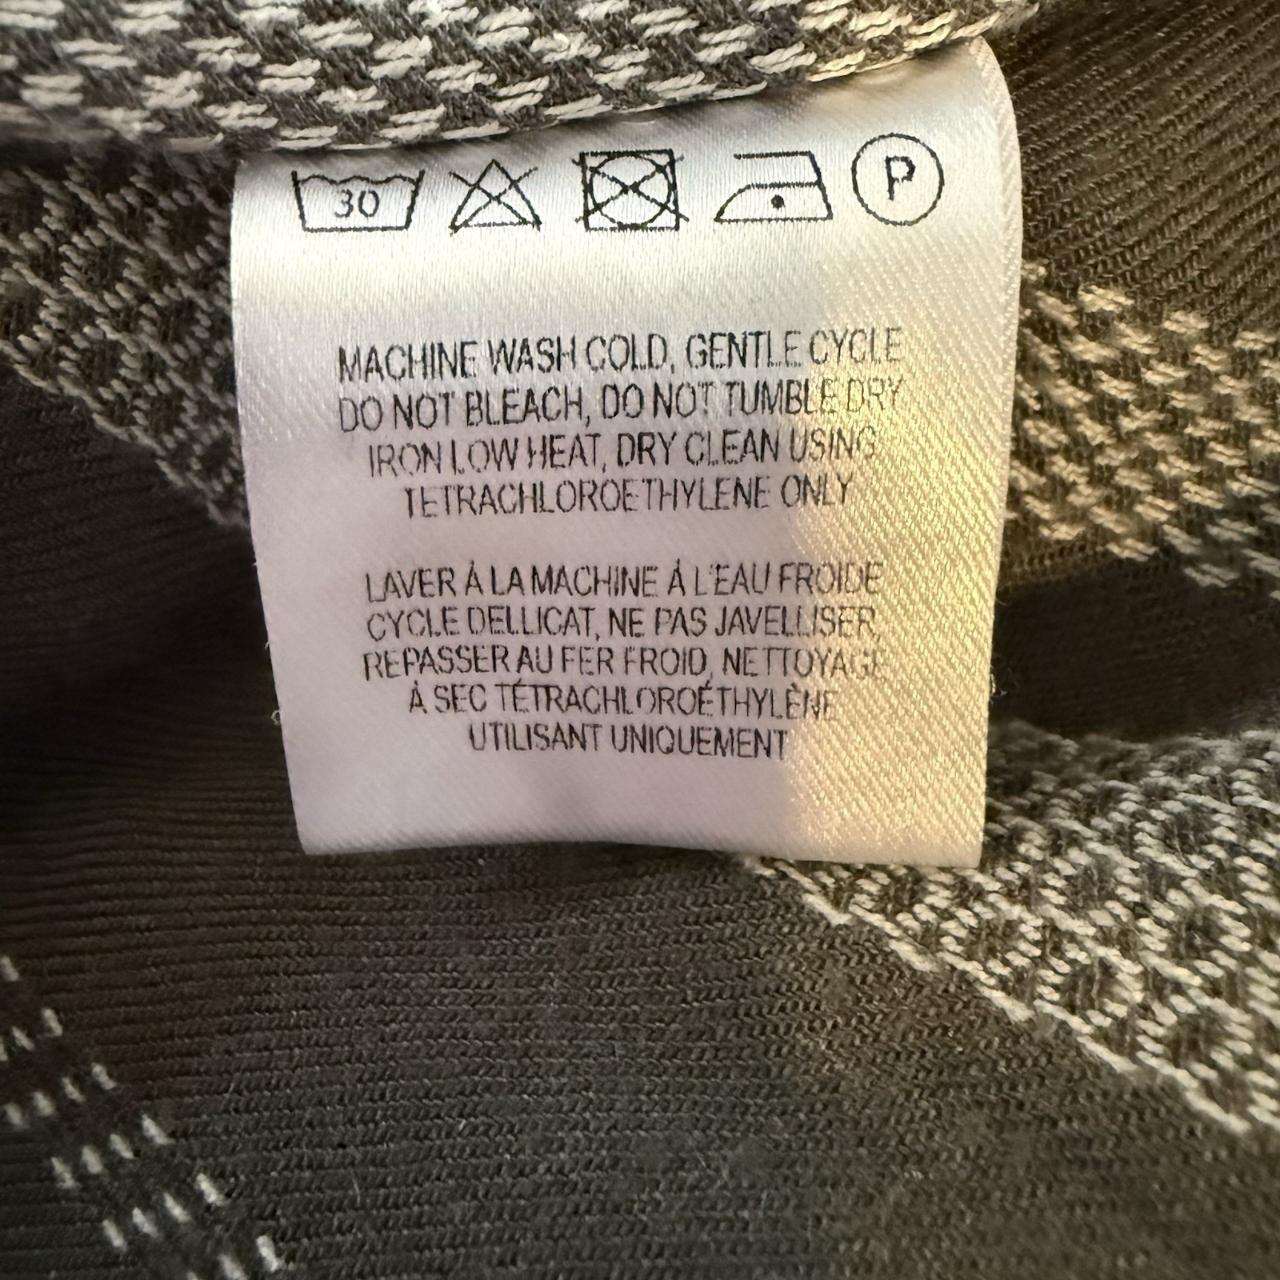 30 P
MACHINE WASH COLD, GENTLE CYCLE
DO NOT BLEACH, DO NOT TUMBLE DRY
IRON LOW HEAT, DRY CLEAN USING
TETRACHLOROETHYLENE ONLY
LAVER À LA MACHINE À L'EAU FROIDE
CYCLE DELLICAT, NE PAS JAVELLISER,
REPASSER AU FER FROID, NETTOYAGE
À SEC TÉTRACHLOROÉTHYLÈNE
UTILISANT UNIQUEMENT